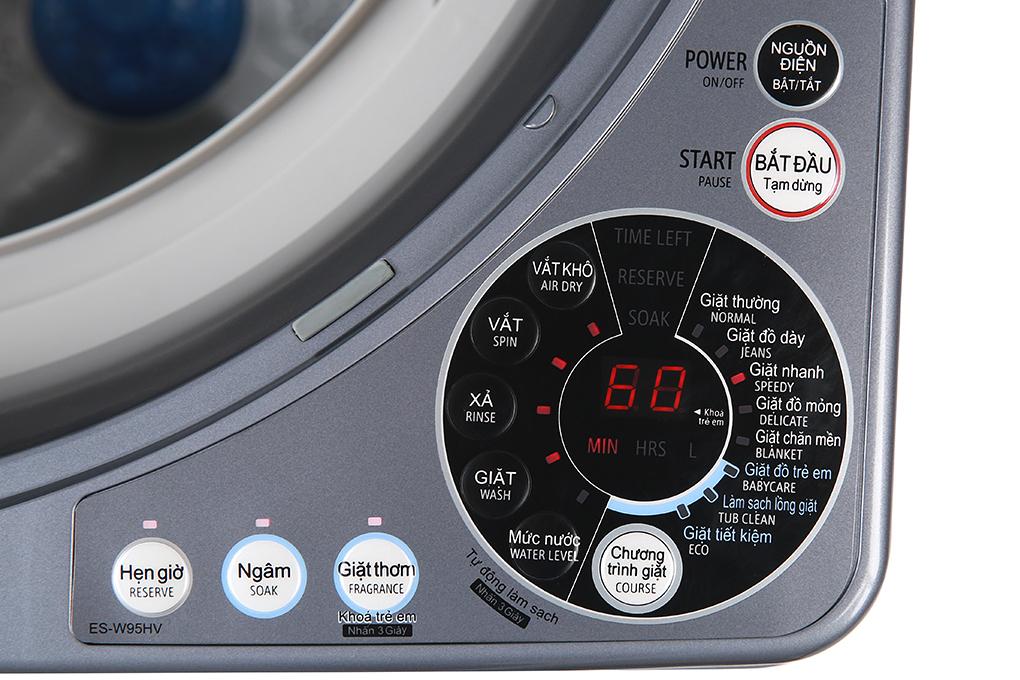 POWER
ON/OFF
NGUỒN
ĐIỆN
BẬT/TẮT
START
PAUSE
BẮT ĐẦU
Tạm dừng
TIME LEFT
RESERVE
SOAK
VẮT KHÔ
AIR DRY
VẮT
SPIN
XẢ
RINSE
GIẶT
WASH
Mức nước
WATER LEVEL
60
MIN HRS L
◄ Khoá
trẻ em
Giặt thường
NORMAL
Giặt đồ dày
JEANS
Giặt nhanh
SPEEDY
Giặt đồ mỏng
DELICATE
Giặt chăn mền
BLANKET
Giặt đồ trẻ em
BABYCARE
Làm sạch lồng giặt
TUB CLEAN
Giặt tiết kiệm
ECO
Chương
trình giặt
COURSE
Tự động làm sạch
Nhấn 3 Giây
Hẹn giờ
RESERVE
Ngâm
SOAK
Giặt thơm
FRAGRANCE
Khoá trẻ em
Nhấn 3 Giây
ES-W95HV